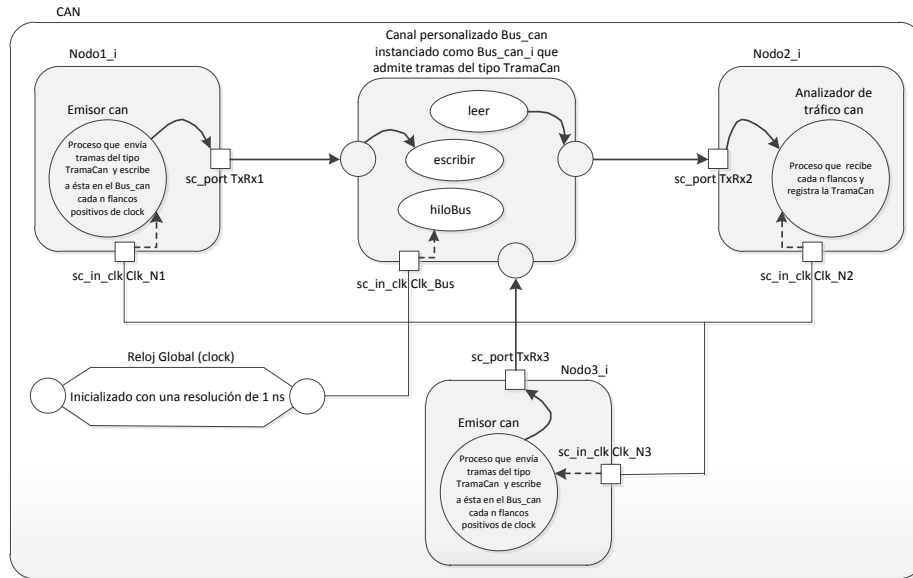 CAN
Nodo1_i
Emisor can
Proceso que envía
tramas del tipo
TramaCan y escribe
a ésta en el Bus_can
cada n flancos
positivos de clock
sc_port TxRx1
sc_in_clk Clk_N1
Canal personalizado Bus_can
instanciado como Bus_can_i que
admite tramas del tipo TramaCan
leer
escribir
hiloBus
sc_in_clk Clk_Bus
Nodo2_i
Analizador de
tráfico can
Proceso que recibe
cada n flancos y
registra la TramaCan
sc_port TxRx2
sc_in_clk Clk_N2
Reloj Global (clock)
Inicializado con una resolución de 1 ns
sc_port TxRx3
Nodo3_i
Emisor can
Proceso que envía
tramas del tipo
TramaCan y escribe
a ésta en el Bus_can
cada n flancos
positivos de clock
sc_in_clk Clk_N3